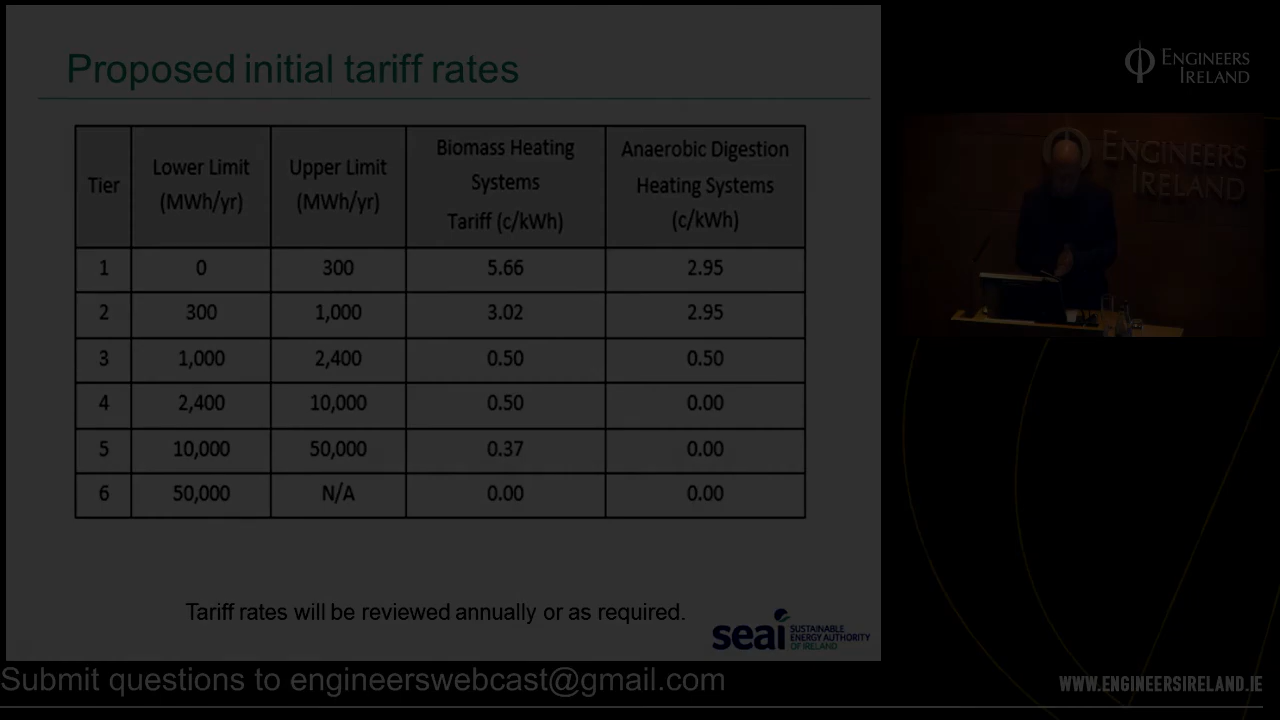 Proposed initial tariff rates
Tier
Lower Limit
(MWh/yr)
Upper Limit
(MWh/yr)
Biomass Heating
Systems
Tariff (c/kWh)
Anaerobic Digestion
Heating Systems
(c/kWh)
1 0 300 5.66 2.95
2 300 1,000 3.02 2.95
3 1,000 2,400 0.50 0.50
4 2,400 10,000 0.50 0.00
5 10,000 50,000 0.37 0.00
6 50,000 N/A 0.00 0.00
Tariff rates will be reviewed annually or as required.
seai SUSTAINABLE
ENERGY AUTHORITY
OF IRELAND
ENGINEERS
IRELAND
ENGINEERS
IRELAND
Submit questions to engineerswebcast@gmail.com
WWW.ENGINEERSIRELAND.IE